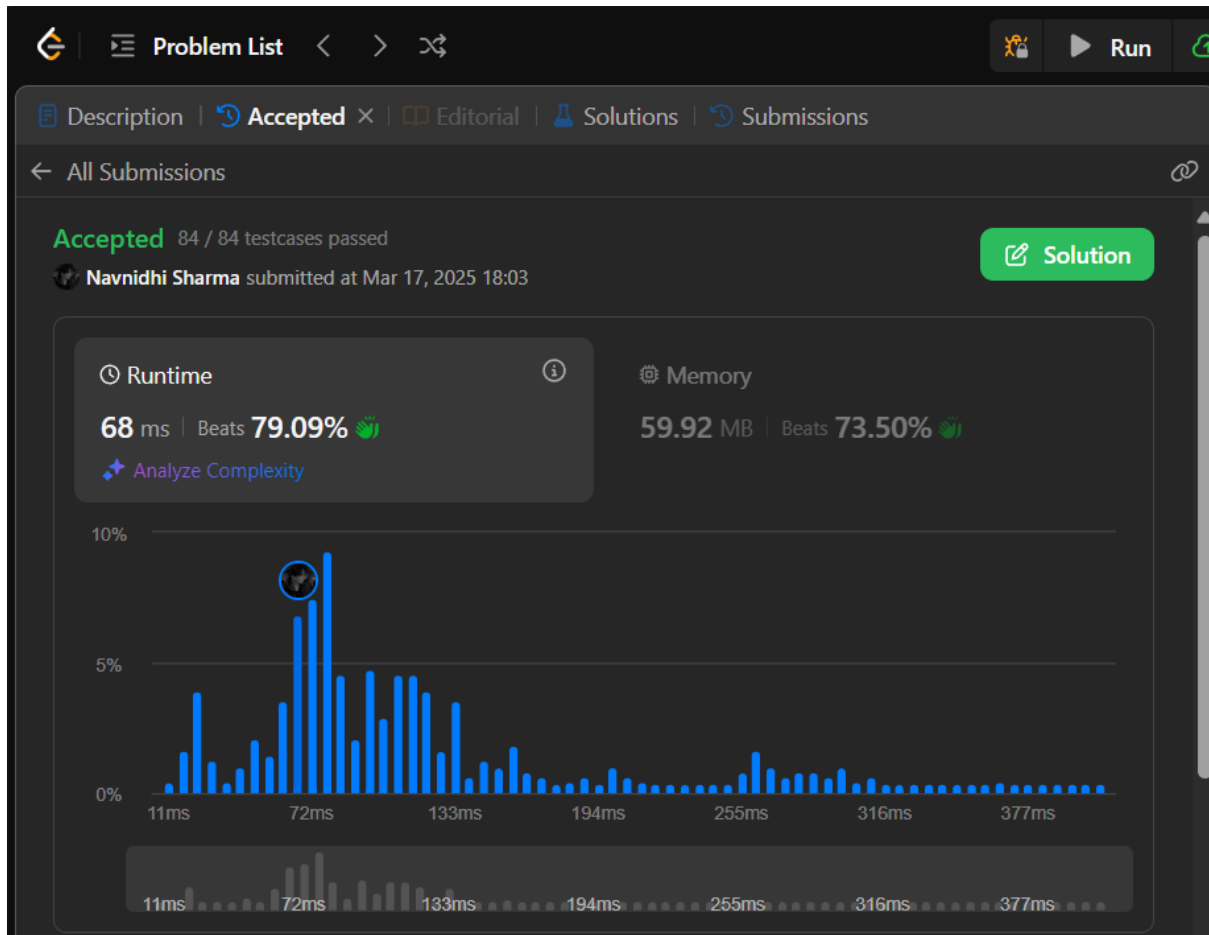 Problem List Run
Description Accepted Editorial Solutions Submissions
All Submissions
Accepted 84 / 84 testcases passed
Solution
Navnidhi Sharma submitted at Mar 17, 2025 18:03
Runtime
Memory
68 ms Beats 79.09%
59.92 MB Beats 73.50%
Analyze Complexity
10%
5%
0%
11ms 72ms 133ms 194ms 255ms 316ms 377ms
11ms 72ms 133ms 194ms 255ms 316ms 377ms